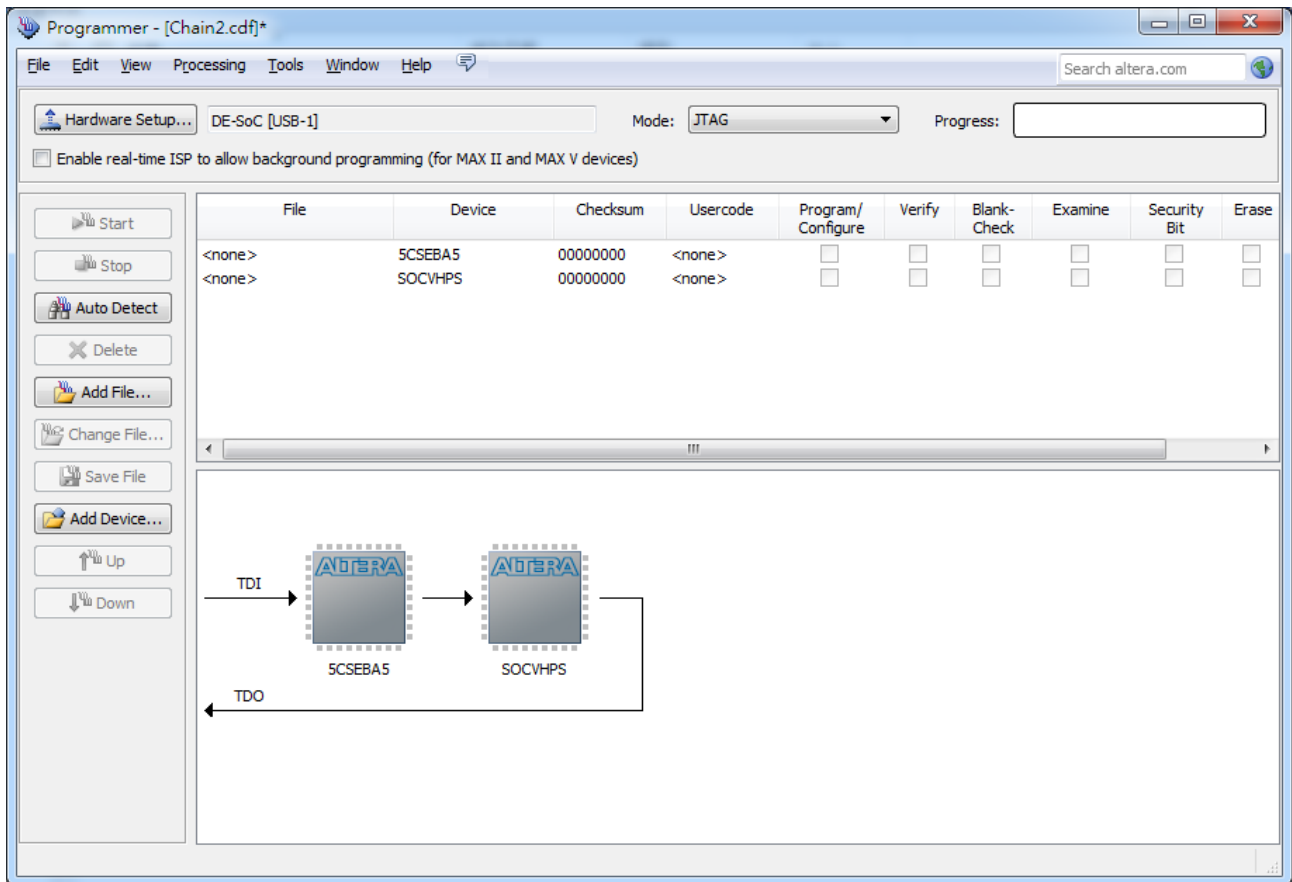 Programmer - [Chain2.cdf]*
File Edit View Processing Tools Window Help Search altera.com
Hardware Setup... DE-SoC [USB-1] Mode: JTAG Progress:
Enable real-time ISP to allow background programming (for MAX II and MAX V devices)
Start
Stop
Auto Detect
Delete
Add File...
Change File...
Save File
Add Device...
Up
Down
File Device Checksum Usercode Program/ Configure Verify Blank- Check Examine Security Bit Erase
<none> 5CSEBA5 00000000 <none>
<none> SOCVHPS 00000000 <none>
ALTERA ALTERA
TDI
5CSEBA5 SOCVHPS
TDO